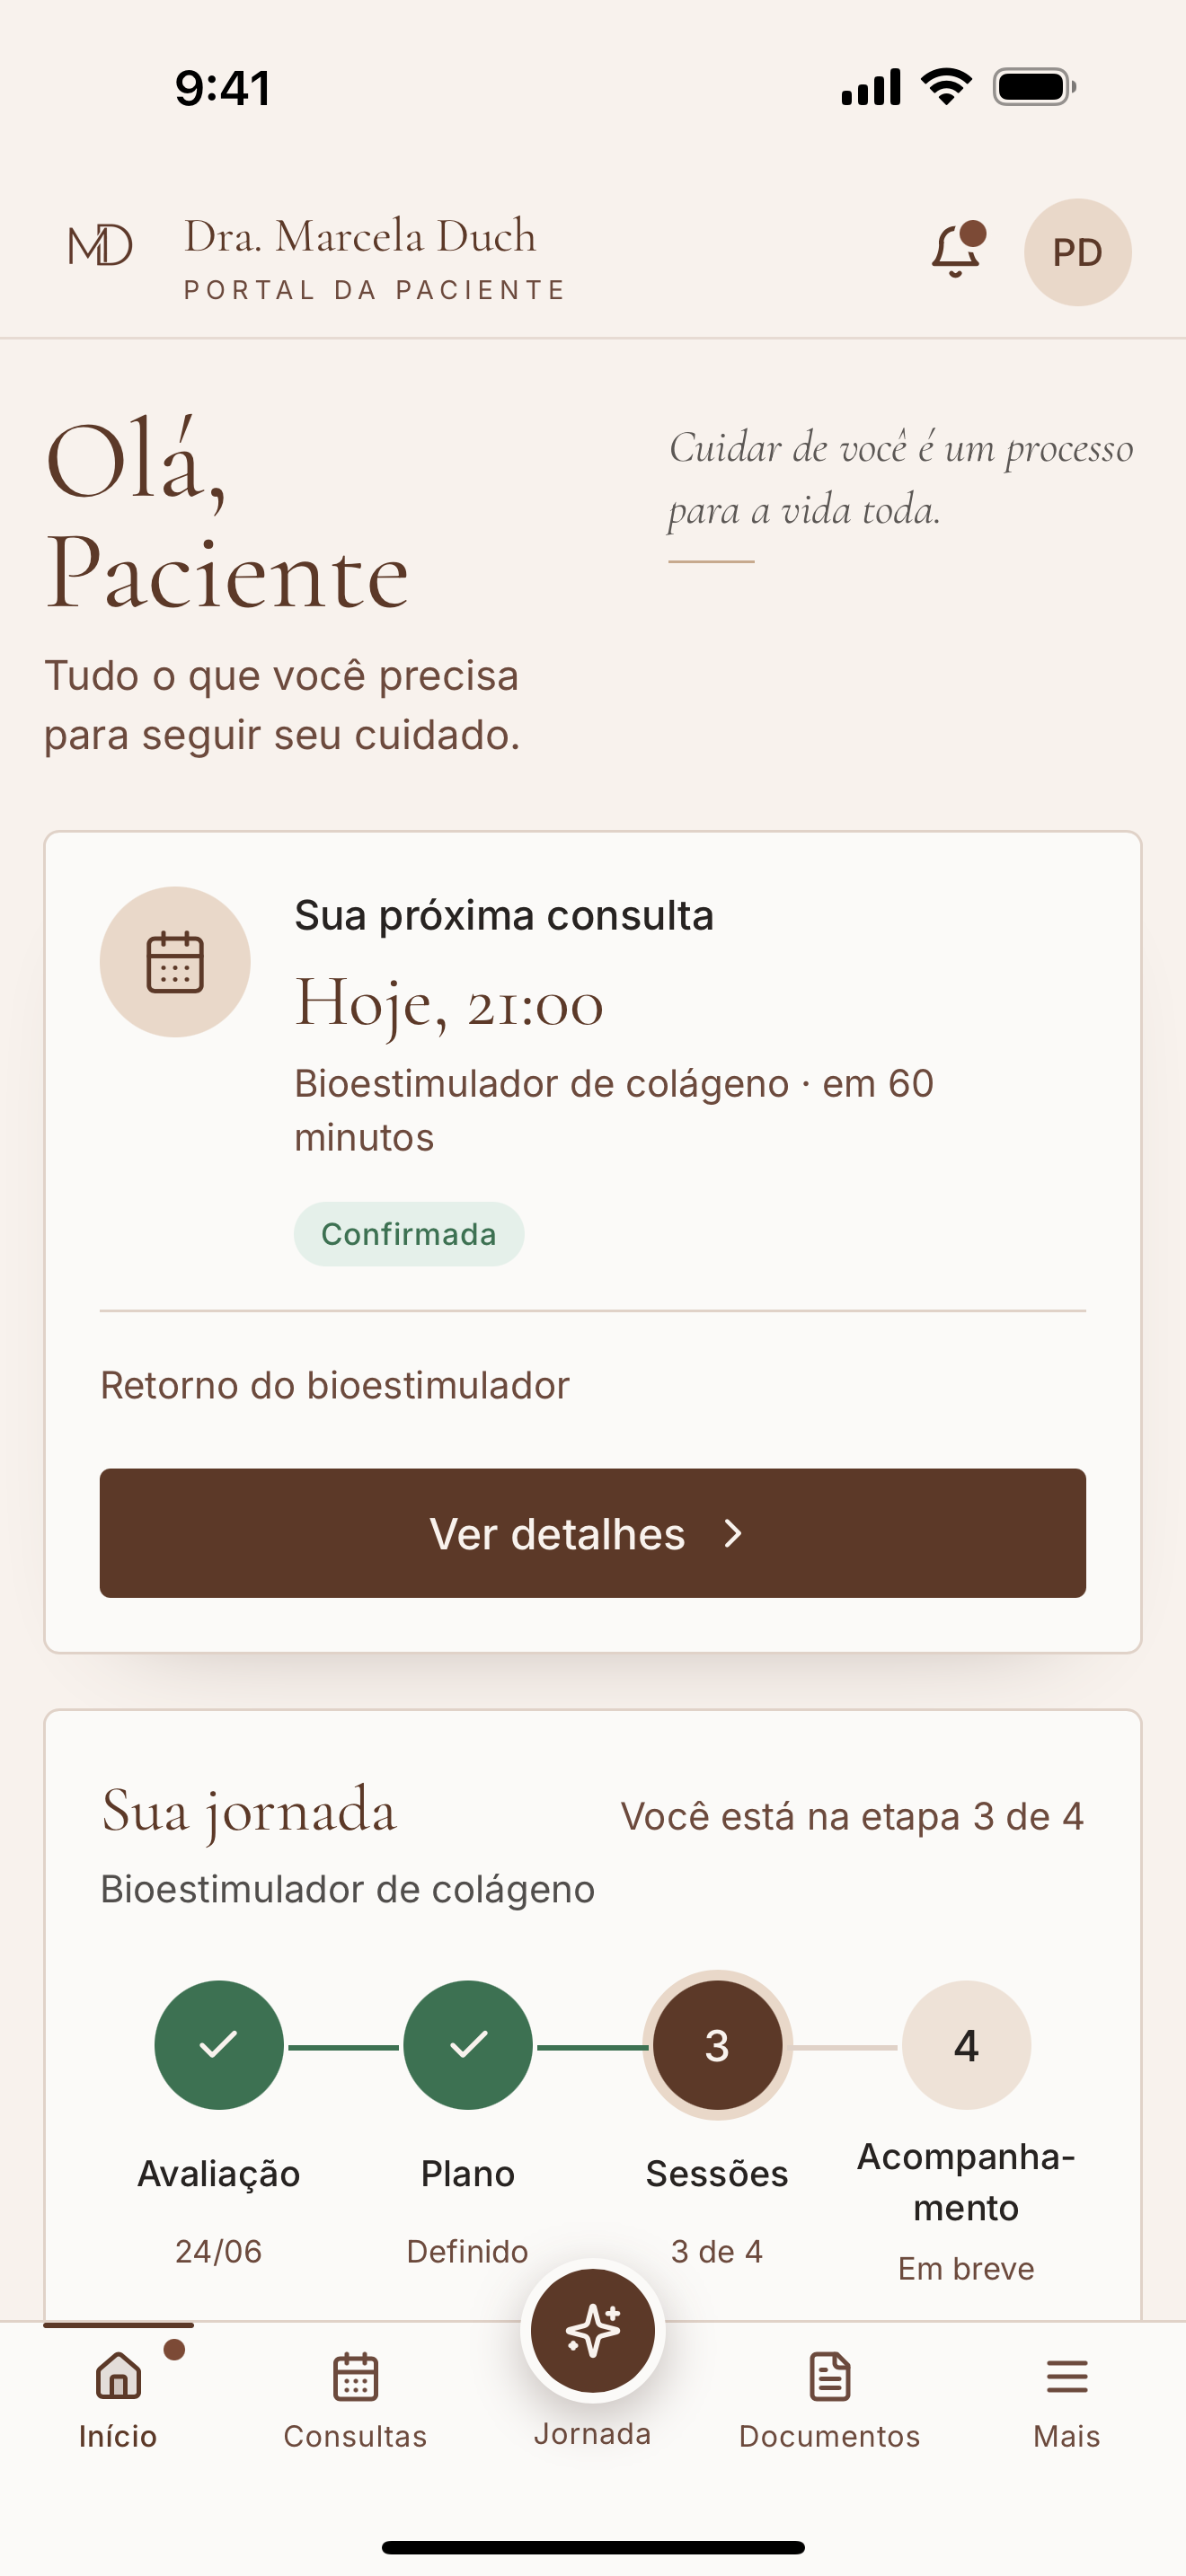 9:41
MD
Dra. Marcela Duch
PORTAL DA PACIENTE
PD
Olá,
Paciente
Tudo o que você precisa
para seguir seu cuidado.
Cuidar de você é um processo
para a vida toda.
Sua próxima consulta
Hoje, 21:00
Bioestimulador de colágeno · em 60
minutos
Confirmada
Retorno do bioestimulador
Ver detalhes
Sua jornada
Você está na etapa 3 de 4
Bioestimulador de colágeno
3
4
Avaliação
Plano
Sessões
Acompanha-
mento
24/06
Definido
3 de 4
Em breve
Início
Consultas
Jornada
Documentos
Mais